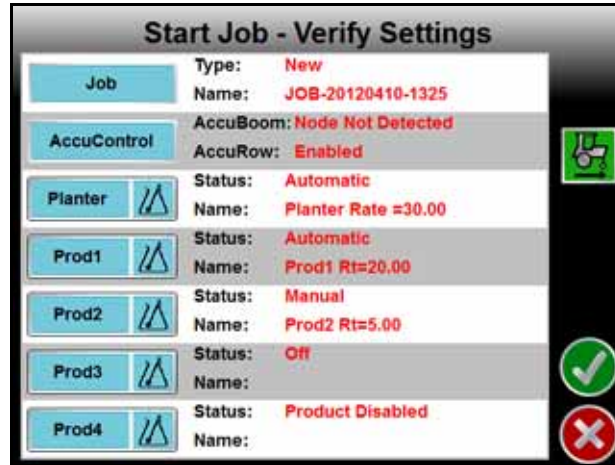 Start Job - Verify Settings
Job
Type: New
Name: JOB-20120410-1325
AccuControl
AccuBoom: Node Not Detected
AccuRow: Enabled
Planter
Status: Automatic
Name: Planter Rate =30.00
Prod1
Status: Automatic
Name: Prod1 Rt=20.00
Prod2
Status: Manual
Name: Prod2 Rt=5.00
Prod3
Status: Off
Name:
Prod4
Status: Product Disabled
Name: